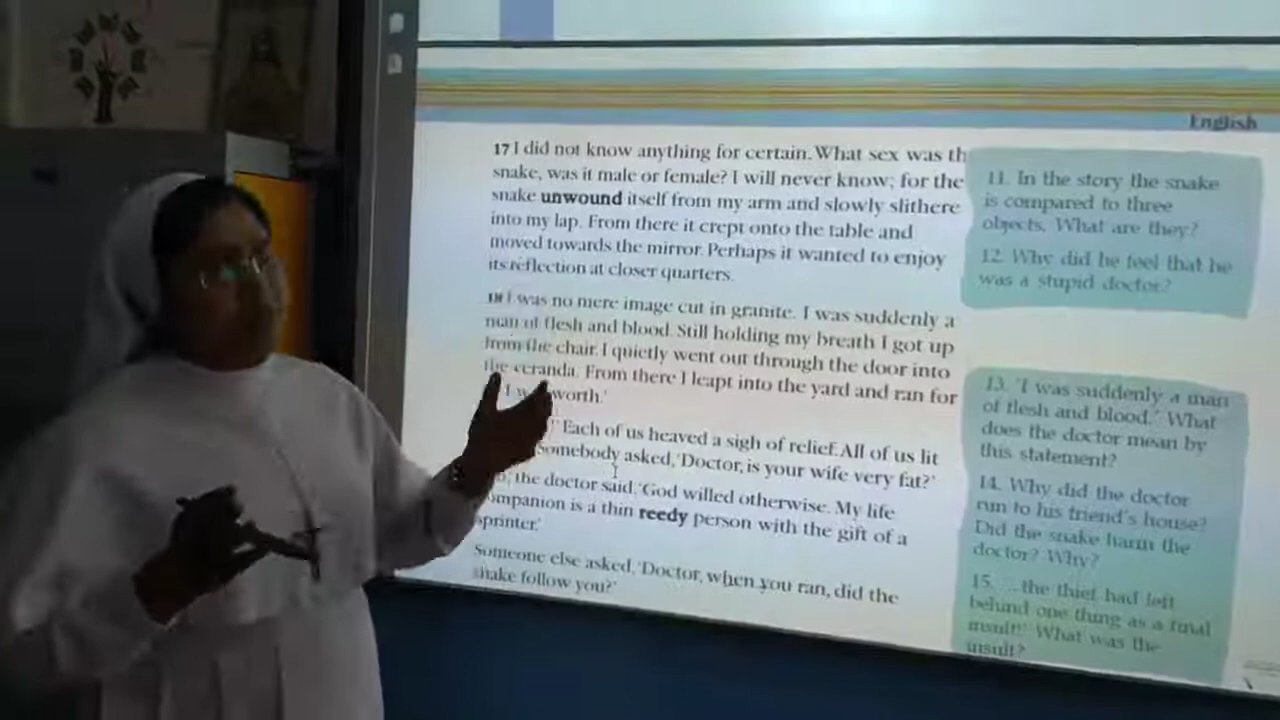 English
17 I did not know anything for certain. What sex was th
snake, was it male or female? I will never know; for the
snake unwound itself from my arm and slowly slithere
into my lap. From there it crept onto the table and
moved towards the mirror. Perhaps it wanted to enjoy
its reflection at closer quarters.
18 I was no mere image cut in granite. I was suddenly a
man of flesh and blood. Still holding my breath I got up
from the chair. I quietly went out through the door into
the veranda. From there I leapt into the yard and ran for
I w worth.'
Each of us heaved a sigh of relief. All of us lit
Somebody asked, 'Doctor, is your wife very fat?'
o, the doctor said. 'God willed otherwise. My life
ompanion is a thin reedy person with the gift of a
sprinter.'
Someone else asked, 'Doctor, when you ran, did the
snake follow you?'
11. In the story the snake
is compared to three
objects. What are they?
12. Why did he feel that he
was a stupid doctor?
13. 'I was suddenly a man
of flesh and blood.' What
does the doctor mean by
this statement?
14. Why did the doctor
run to his friend's house?
Did the snake harm the
doctor? Why?
15. ...the thief had left
behind one thing as a final
insult!' What was the
insult?